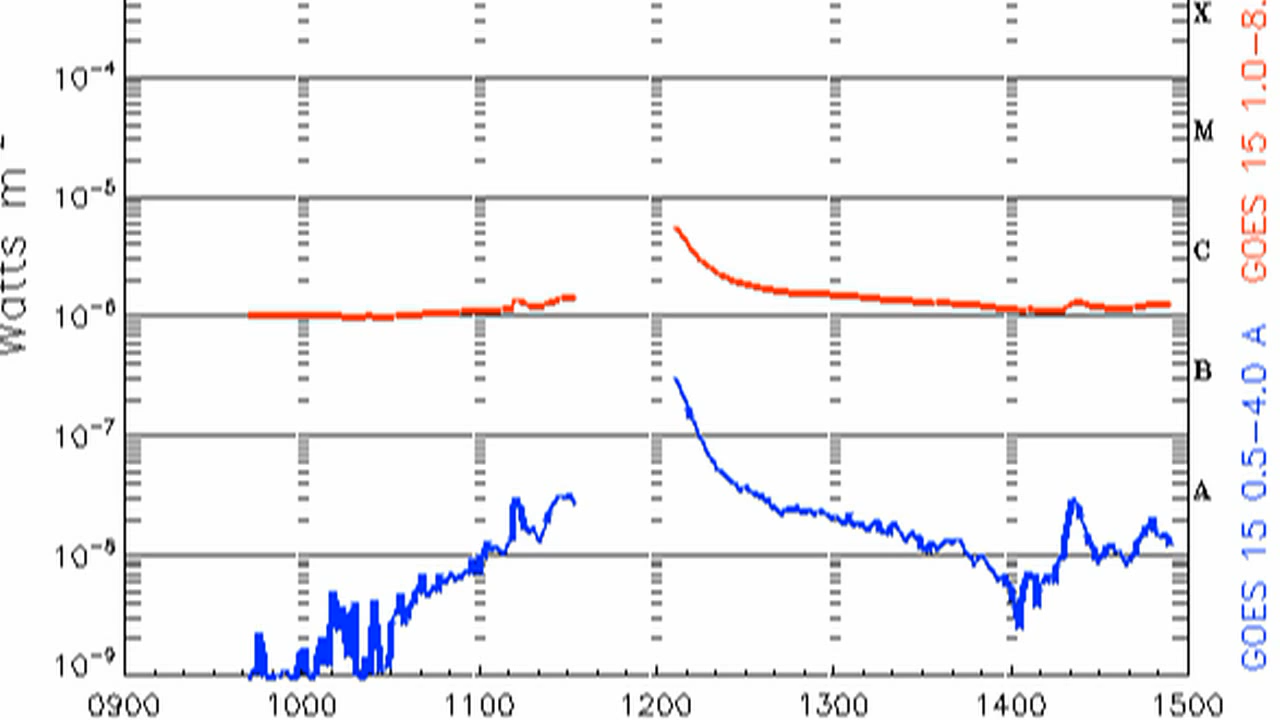 X
10-4
M
10-5
C
10-6
B
10-7
A
10-8
10-9
0900 1000 1100 1200 1300 1400 1500
Watts m
GOES 15 1.0-8.
GOES 15 0.5-4.0 A